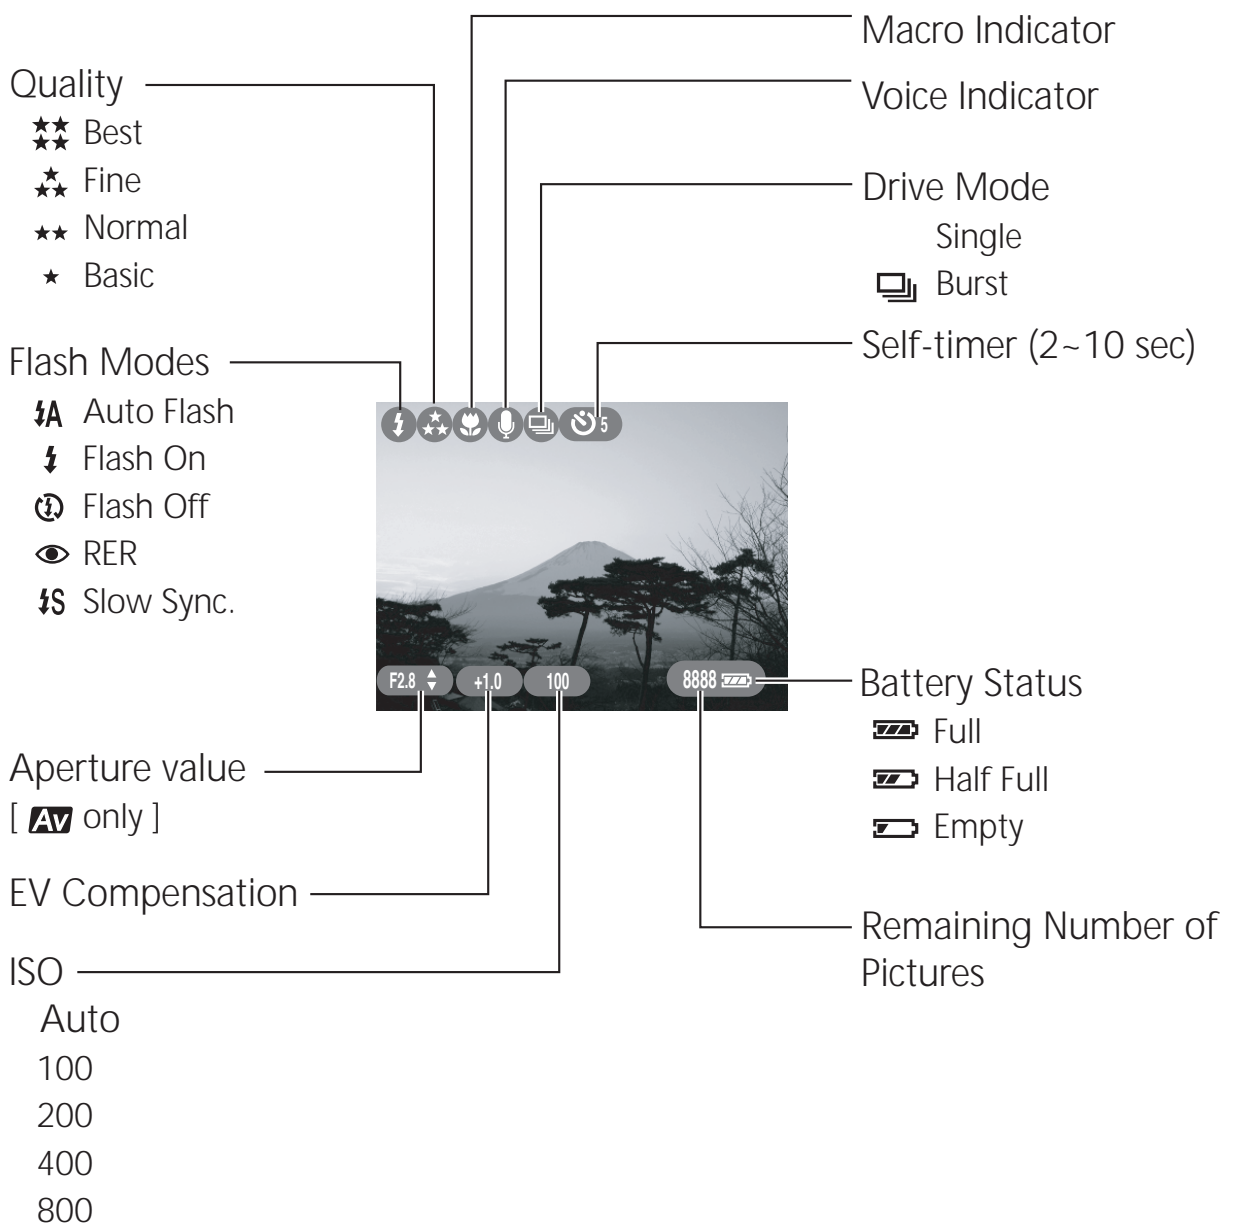 Macro Indicator
Voice Indicator
Quality
Best
Fine
Normal
Basic
Drive Mode
Single
Burst
Self-timer (2~10 sec)
Flash Modes
A Auto Flash
Flash On
Flash Off
RER
S Slow Sync.
5
F2.8
+1.0
100
8888
Battery Status
Full
Half Full
Empty
Aperture value
[ Av only ]
EV Compensation
Remaining Number of
Pictures
ISO
Auto
100
200
400
800